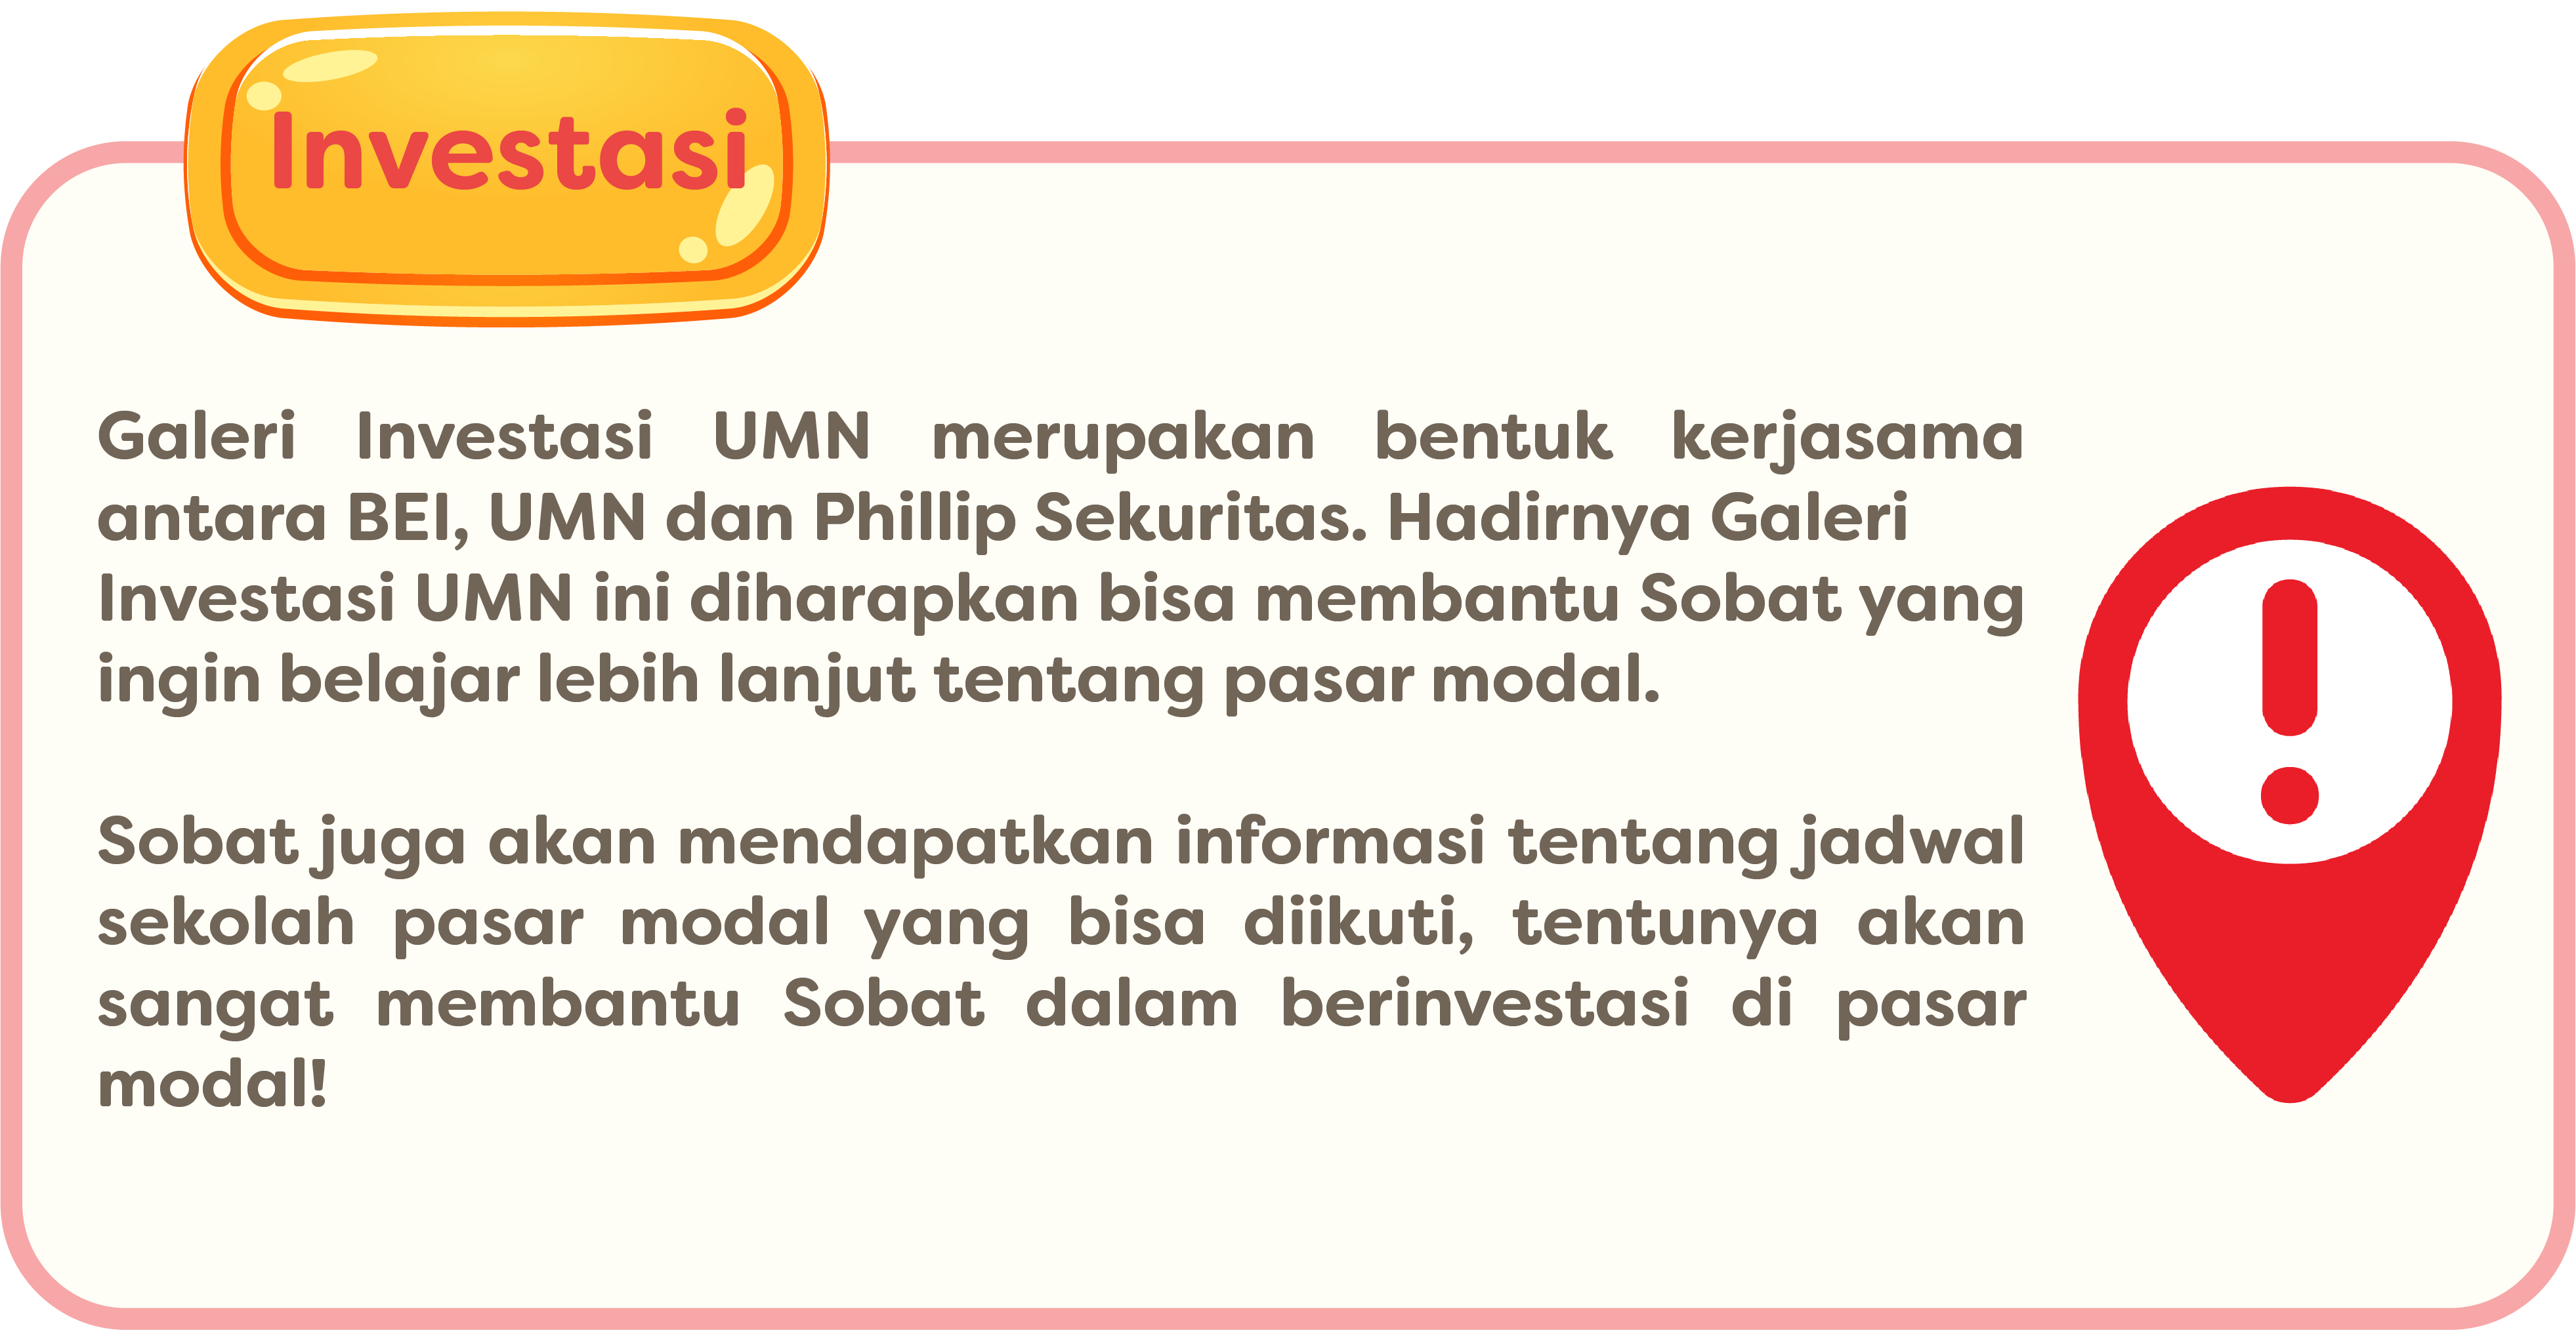 Investasi
Galeri Investasi UMN merupakan bentuk kerjasama
antara BEI, UMN dan Phillip Sekuritas. Hadirnya Galeri
Investasi UMN ini diharapkan bisa membantu Sobat yang
ingin belajar lebih lanjut tentang pasar modal.
Sobat juga akan mendapatkan informasi tentang jadwal
sekolah pasar modal yang bisa diikuti, tentunya akan
sangat membantu Sobat dalam berinvestasi di pasar
modal!